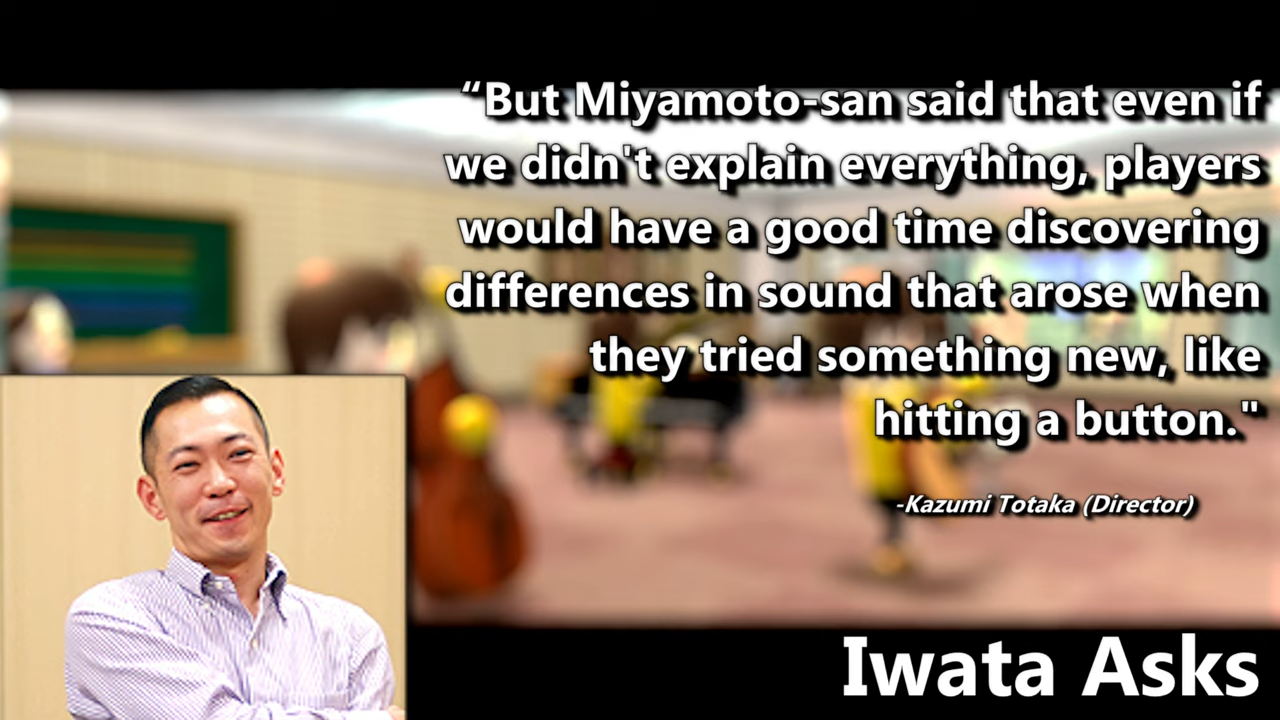 “But Miyamoto-san said that even if
we didn't explain everything, players
would have a good time discovering
differences in sound that arose when
they tried something new, like
hitting a button."
-Kazumi Totaka (Director)
Iwata Asks